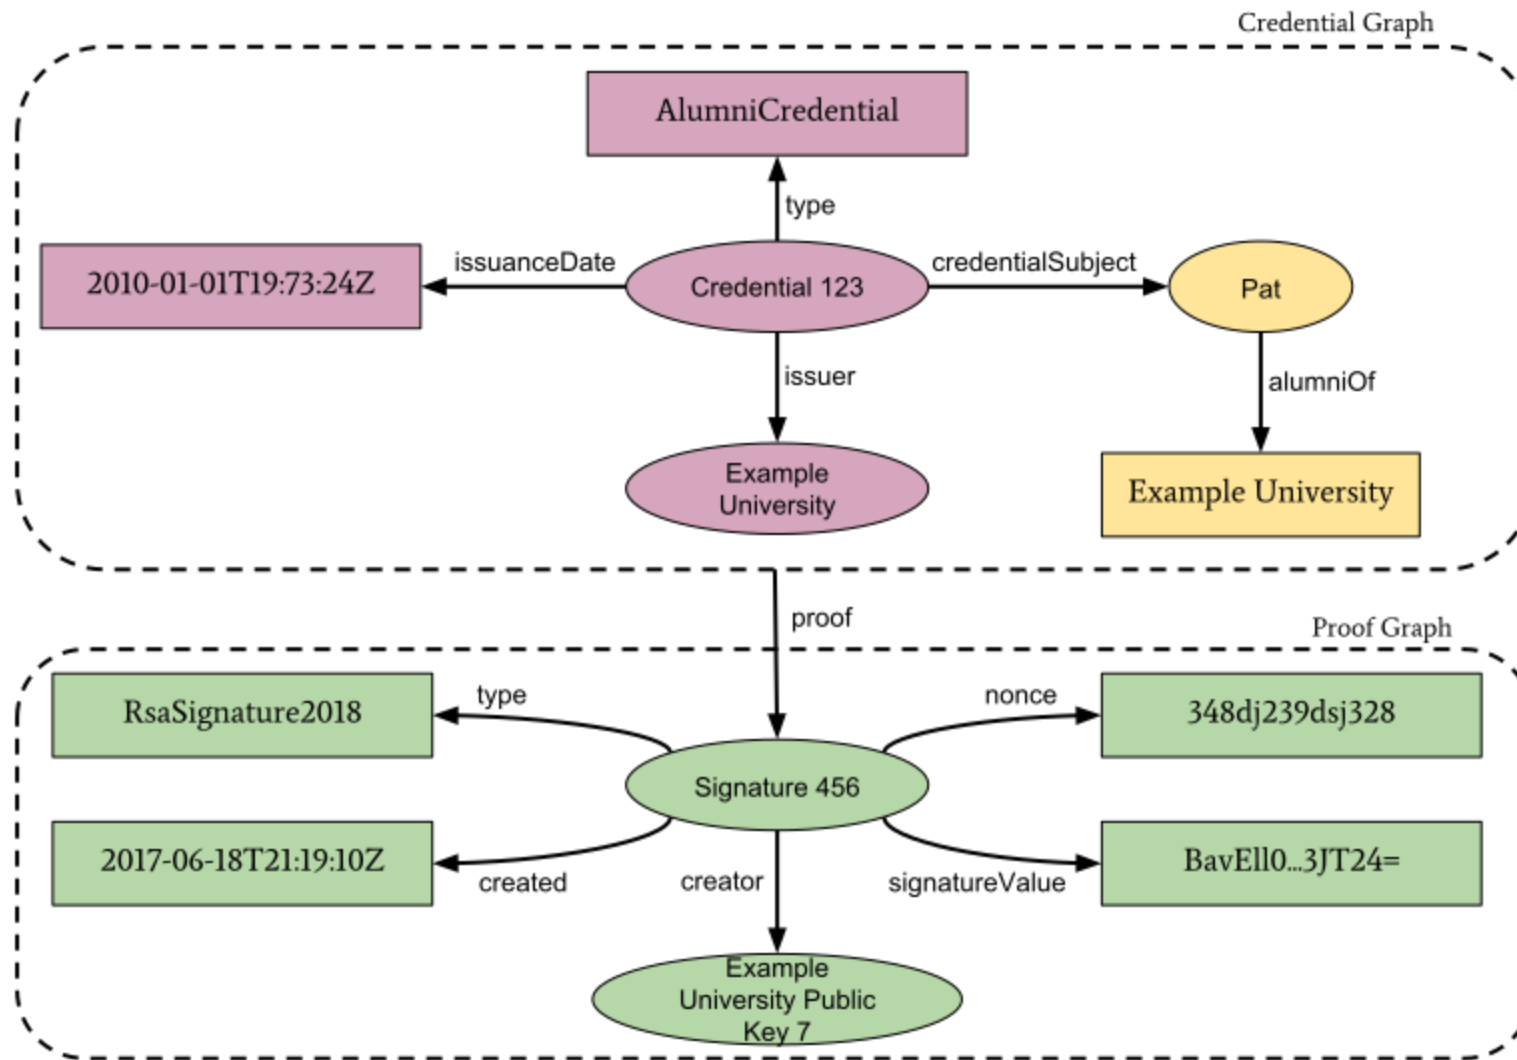 Credential Graph
AlumniCredential
type
issuanceDate
credentialSubject
2010-01-01T19:73:24Z
Credential 123
Pat
issuer
alumniOf
Example
University
Example University
proof
Proof Graph
RsaSignature2018
type
nonce
348dj239dsj328
Signature 456
2017-06-18T21:19:10Z
created
creator
signatureValue
BavEll0...3JT24=
Example
University Public
Key 7